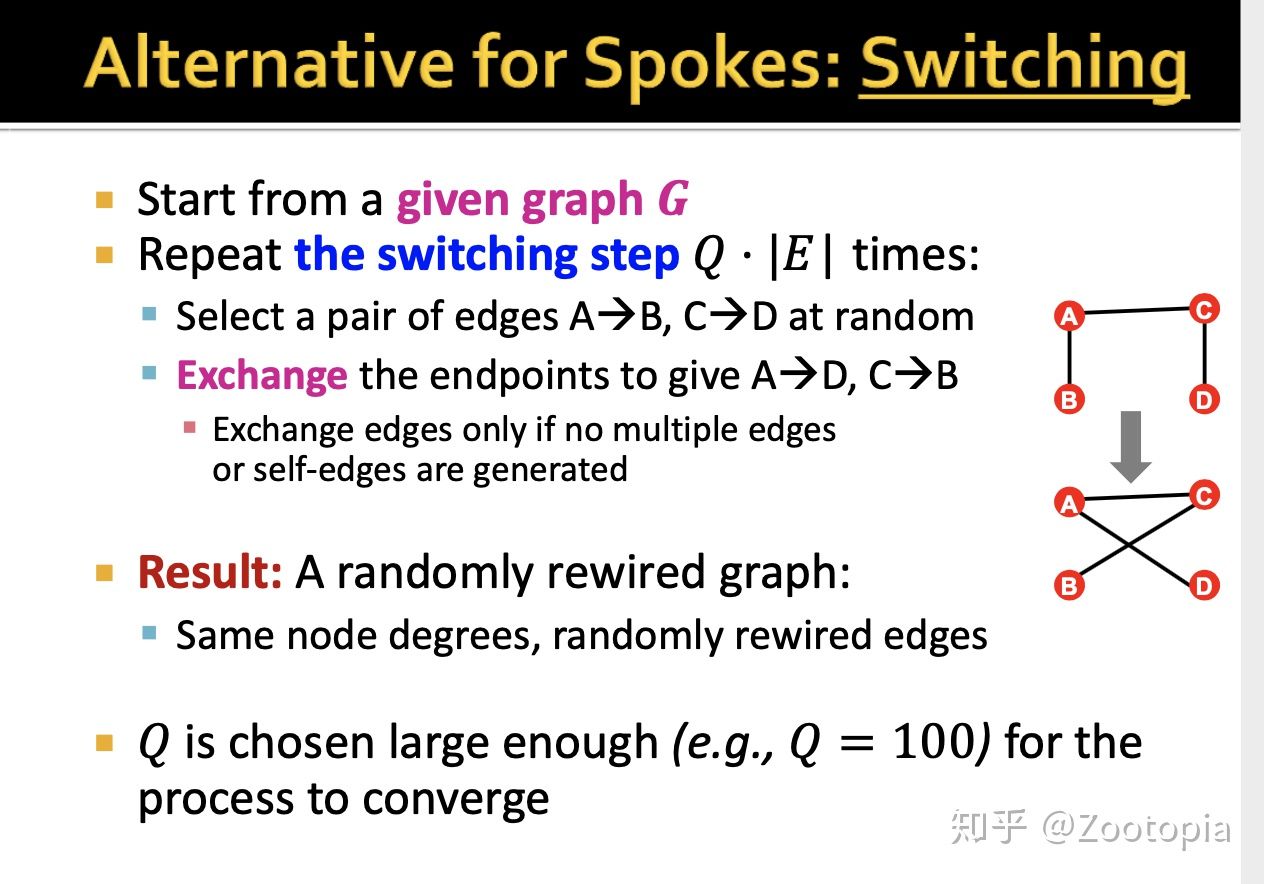 Alternative for Spokes: Switching
Start from a given graph G
Repeat the switching step Q · |E| times:
Select a pair of edges A→B, C→D at random
Exchange the endpoints to give A→D, C→B
Exchange edges only if no multiple edges
or self-edges are generated
A C
B D
A C
B D
Result: A randomly rewired graph:
Same node degrees, randomly rewired edges
Q is chosen large enough (e.g., Q = 100) for the
process to converge
知乎 @Zootopia